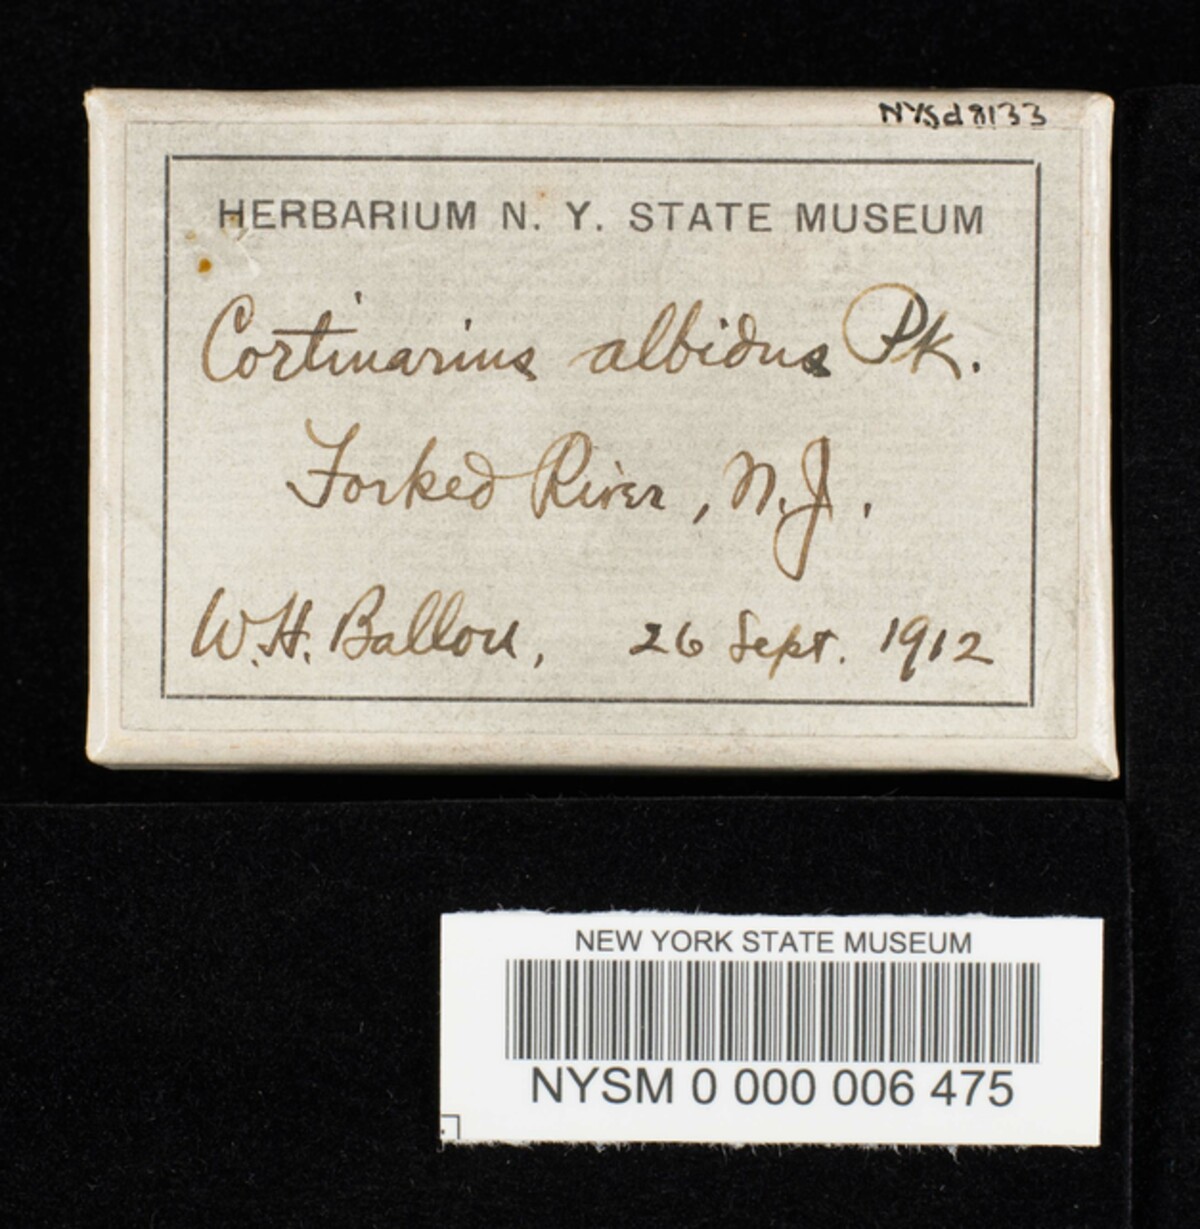 NYSd8133
HERBARIUM N. Y. STATE MUSEUM
Cortinarius albidus Pk.
Forked River, N.J.
W.H. Ballou, 26 Sept. 1912
NEW YORK STATE MUSEUM
NYSM 0 000 006 475